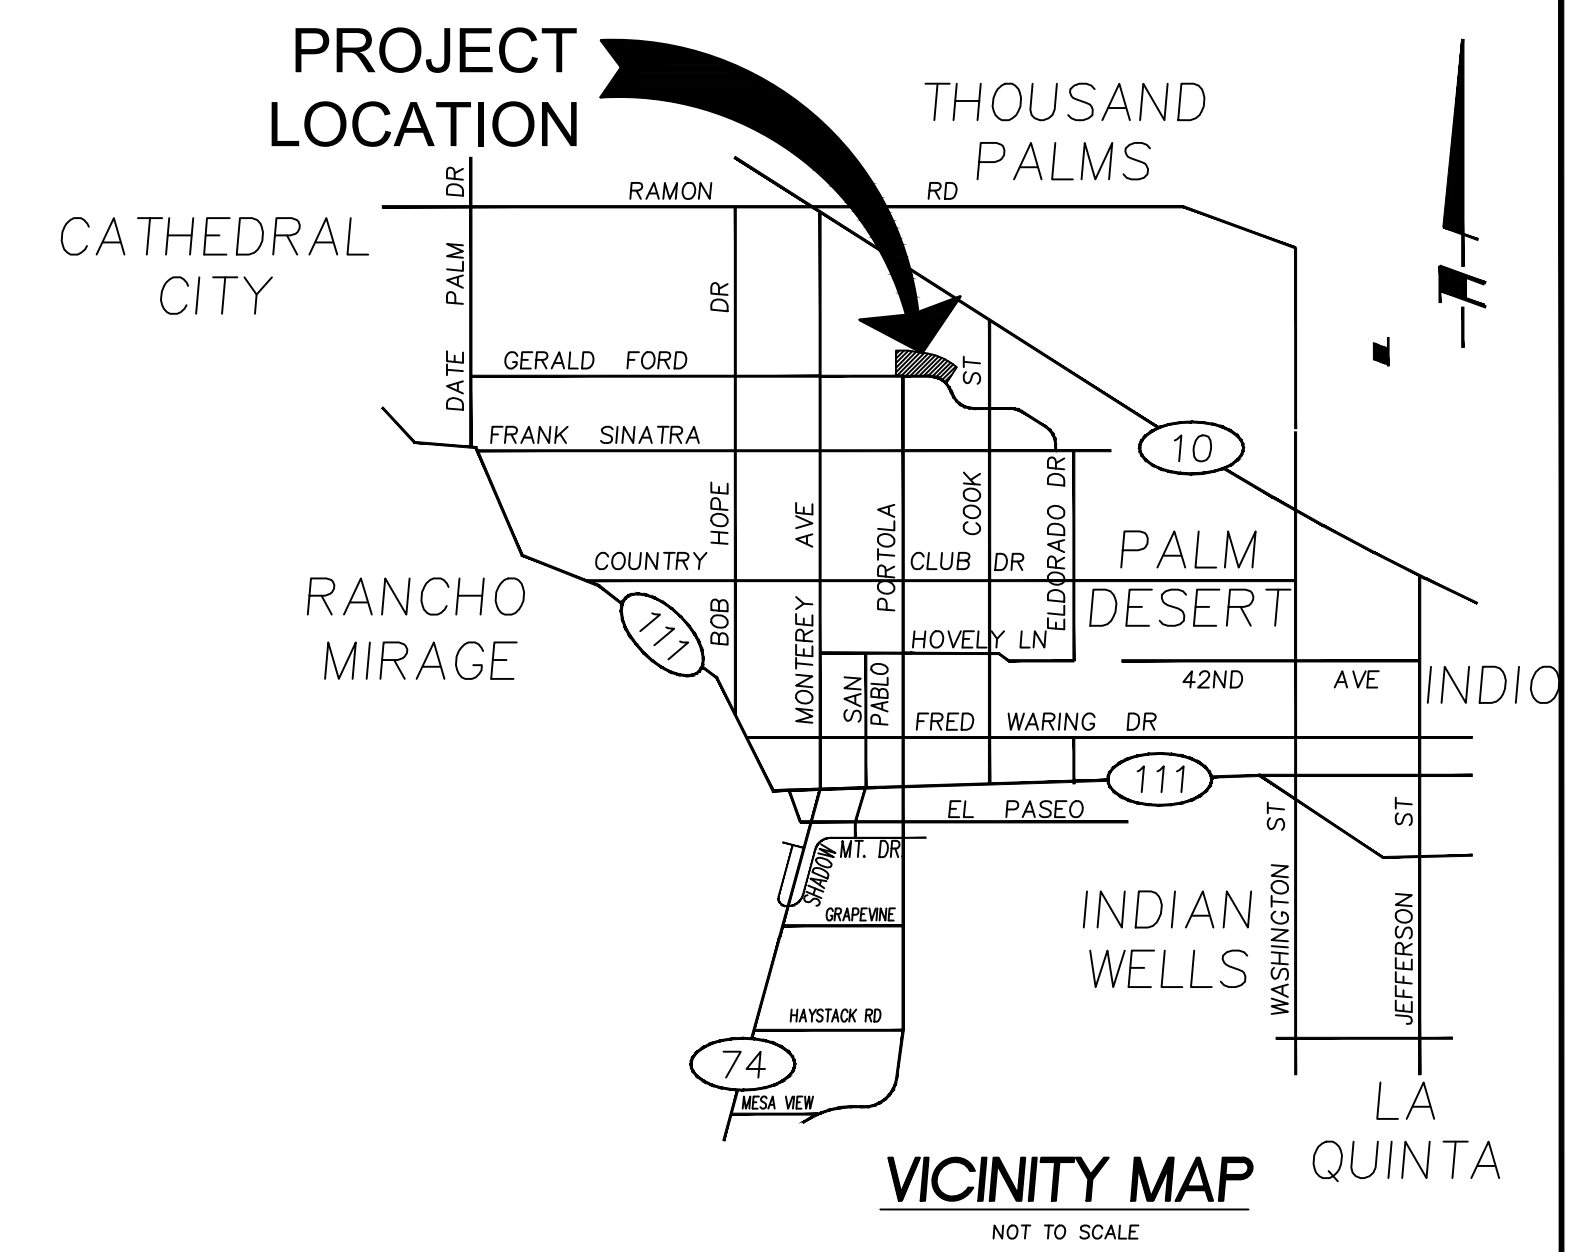 PROJECT
LOCATION
THOUSAND
PALMS
RAMON RD
CATHEDRAL
CITY
DATE PALM DR
GERALD FORD
FRANK SINATRA
BOB HOPE DR
MONTEREY AVE
PORTOLA
COOK ST
ELDORADO DR
10
COUNTRY CLUB DR
PALM
DESERT
RANCHO
MIRAGE
111
HOVELY LN
SAN
PABLO
42ND AVE
INDIO
FRED WARING DR
111
EL PASEO
SHADOW MT. DR.
GRAPEVINE
INDIAN
WELLS
WASHINGTON ST
JEFFERSON ST
HAYSTACK RD
74
MESA VIEW
LA
QUINTA
VICINITY MAP
NOT TO SCALE